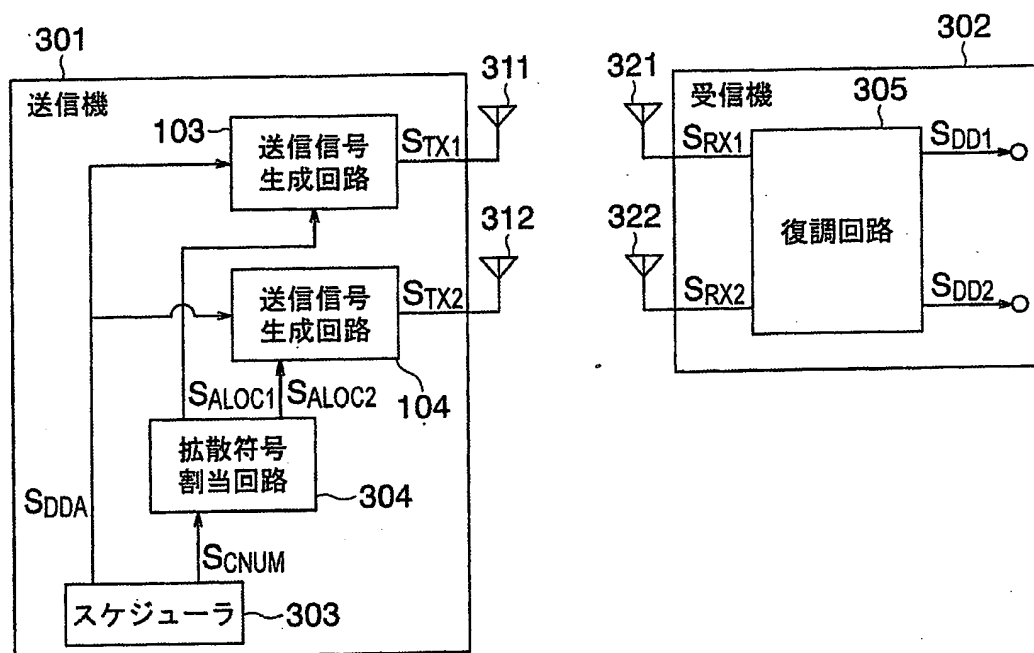 301
送信機
311
103
送信信号
生成回路
STX1
312
送信信号
生成回路
STX2
104
SALOC1
SALOC2
拡散符号
割当回路
304
SDDA
SCNUM
スケジューラ
303
302
受信機
321
305
SRX1
SDD1
322
復調回路
SRX2
SDD2